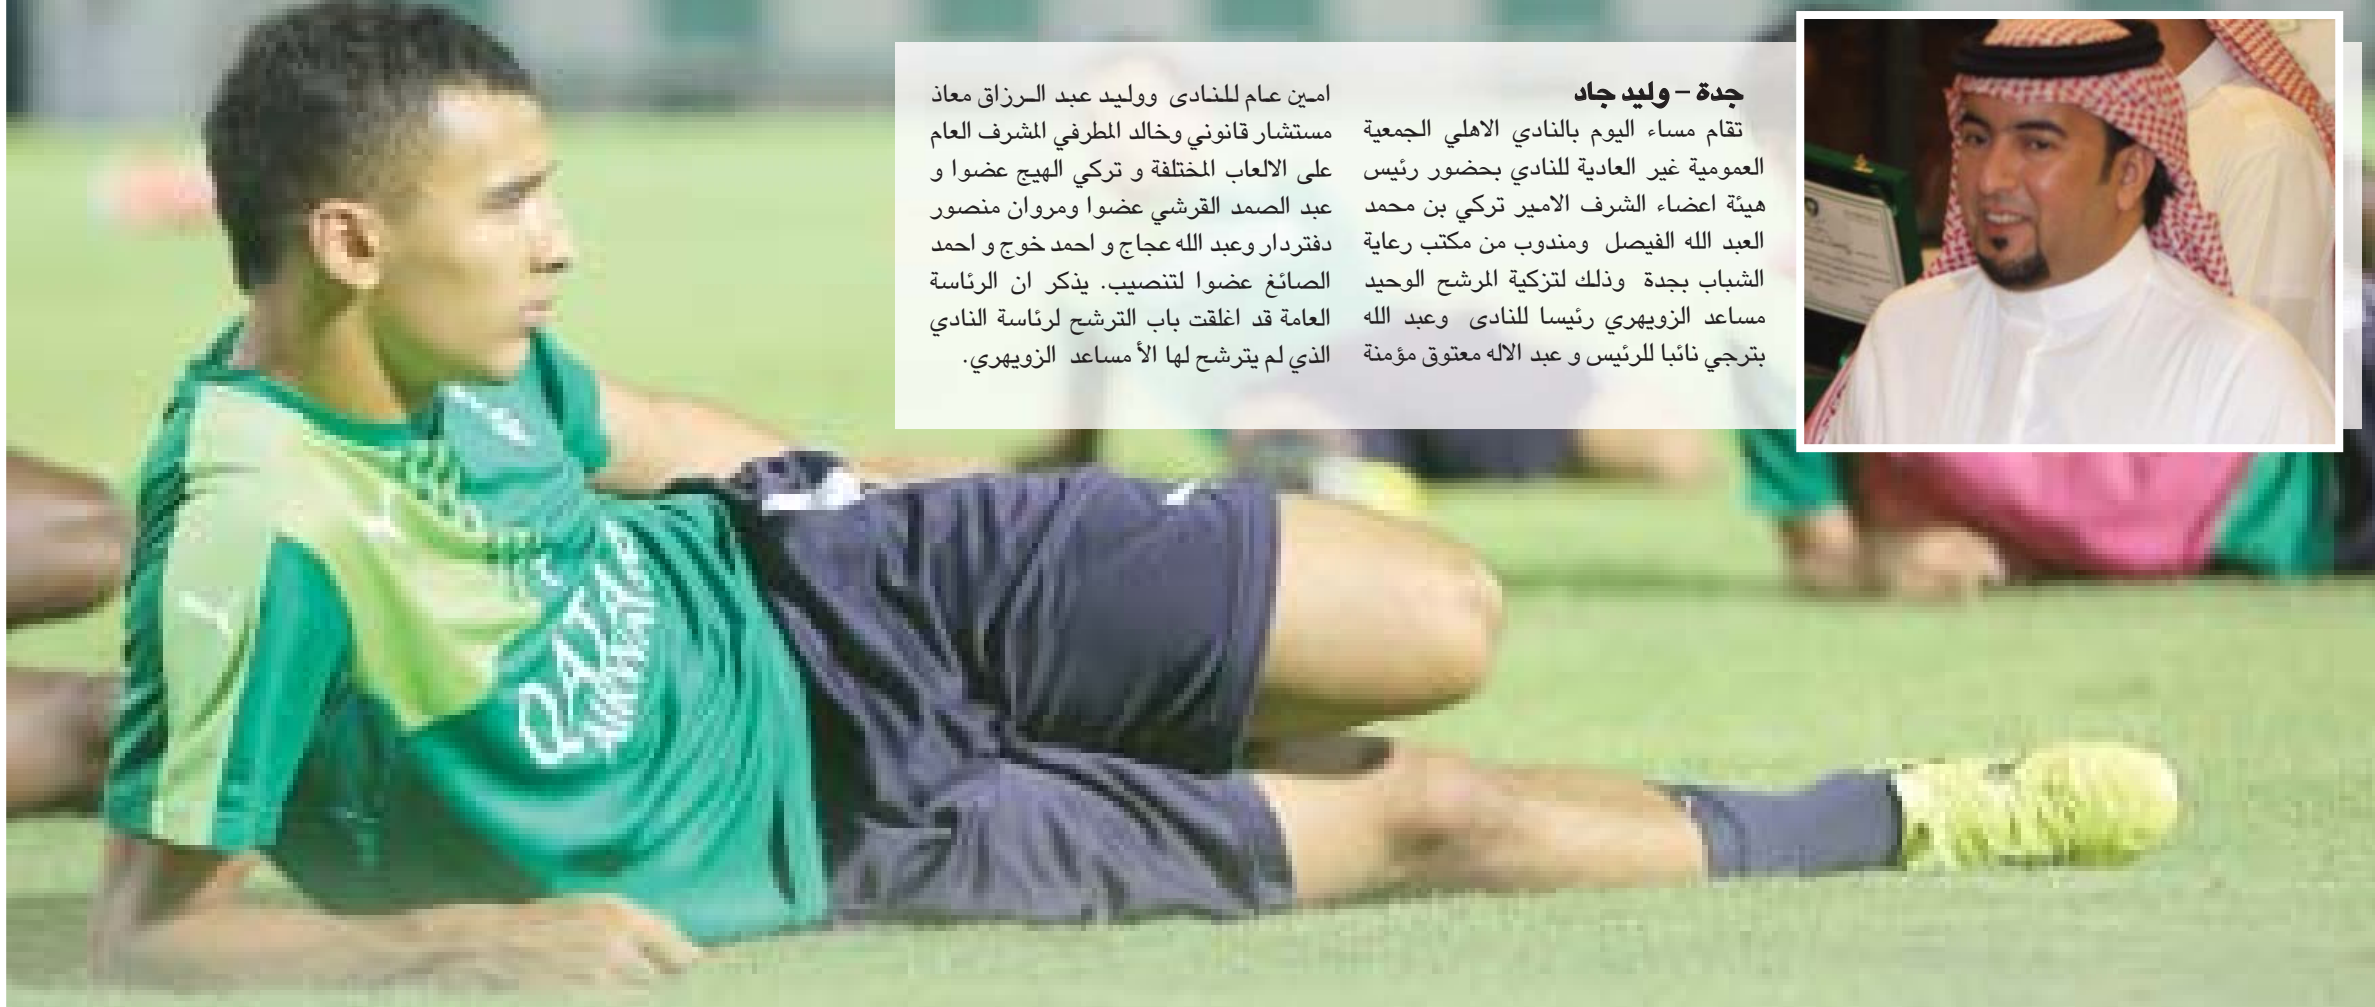 جدة – وليد جاد
تقام مساء اليوم بالنادي الاهلي الجمعية
العمومية غير العادية للنادي بحضور رئيس
هيئة اعضاء الشرف الامير تركي بن محمد
العبد الله الفيصل ومندوب من مكتب رعاية
الشباب بجدة وذلك لتزكية المرشح الوحيد
مساعد الزويهري رئيسا للنادى وعبد الله
بترجي نائبا للرئيس و عبد الاله معتوق مؤمنة
امين عام للنادى ووليد عبد الرزاق معاذ
مستشار قانوني وخالد المطرفي المشرف العام
على الالعاب المختلفة و تركي الهيج عضوا و
عبد الصمد القرشي عضوا ومروان منصور
دفتردار وعبد الله عجاج و احمد خوج و احمد
الصائغ عضوا لتنصيب. يذكر ان الرئاسة
العامة قد اغلقت باب الترشح لرئاسة النادي
الذي لم يترشح لها الأ مساعد الزويهري.
QATAR
AIRWAYS